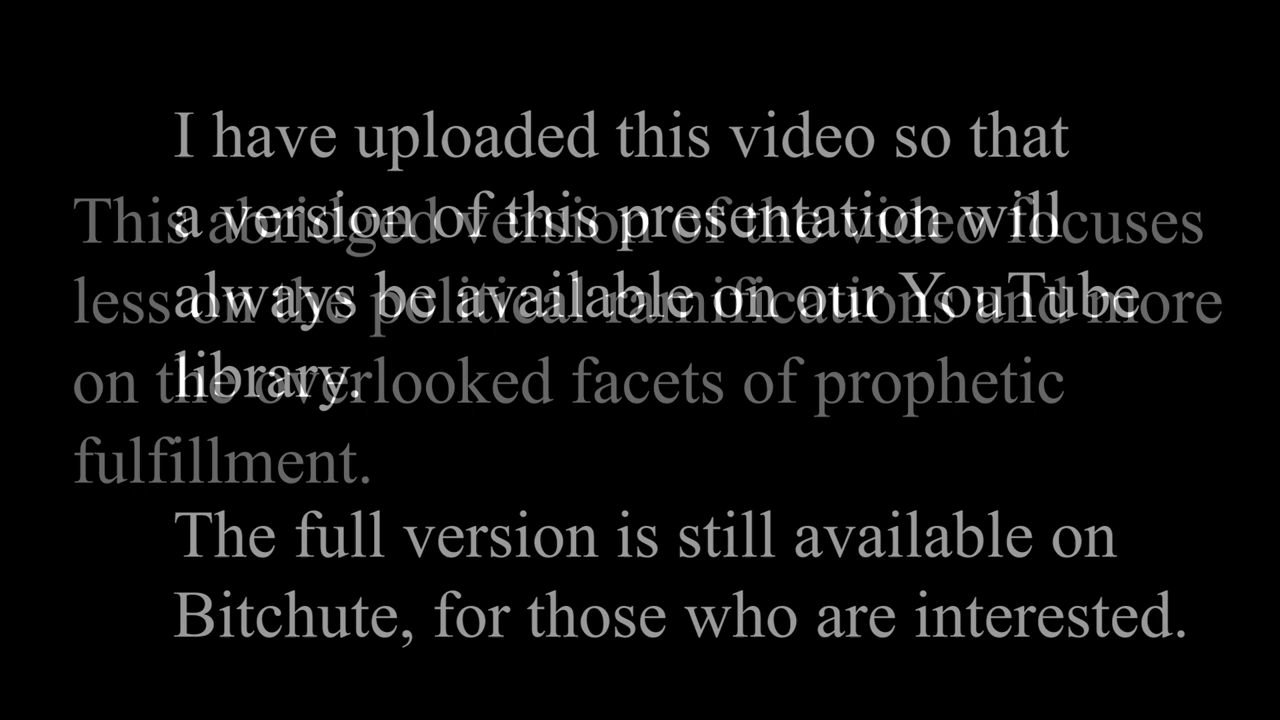 I have uploaded this video so that
a version of this presentation will
always be available on our YouTube
library.
The full version is still available on
Bitchute, for those who are interested.
This abridged version of the video focuses
less on the political ramifications and more
on the overlooked facets of prophetic
fulfillment.